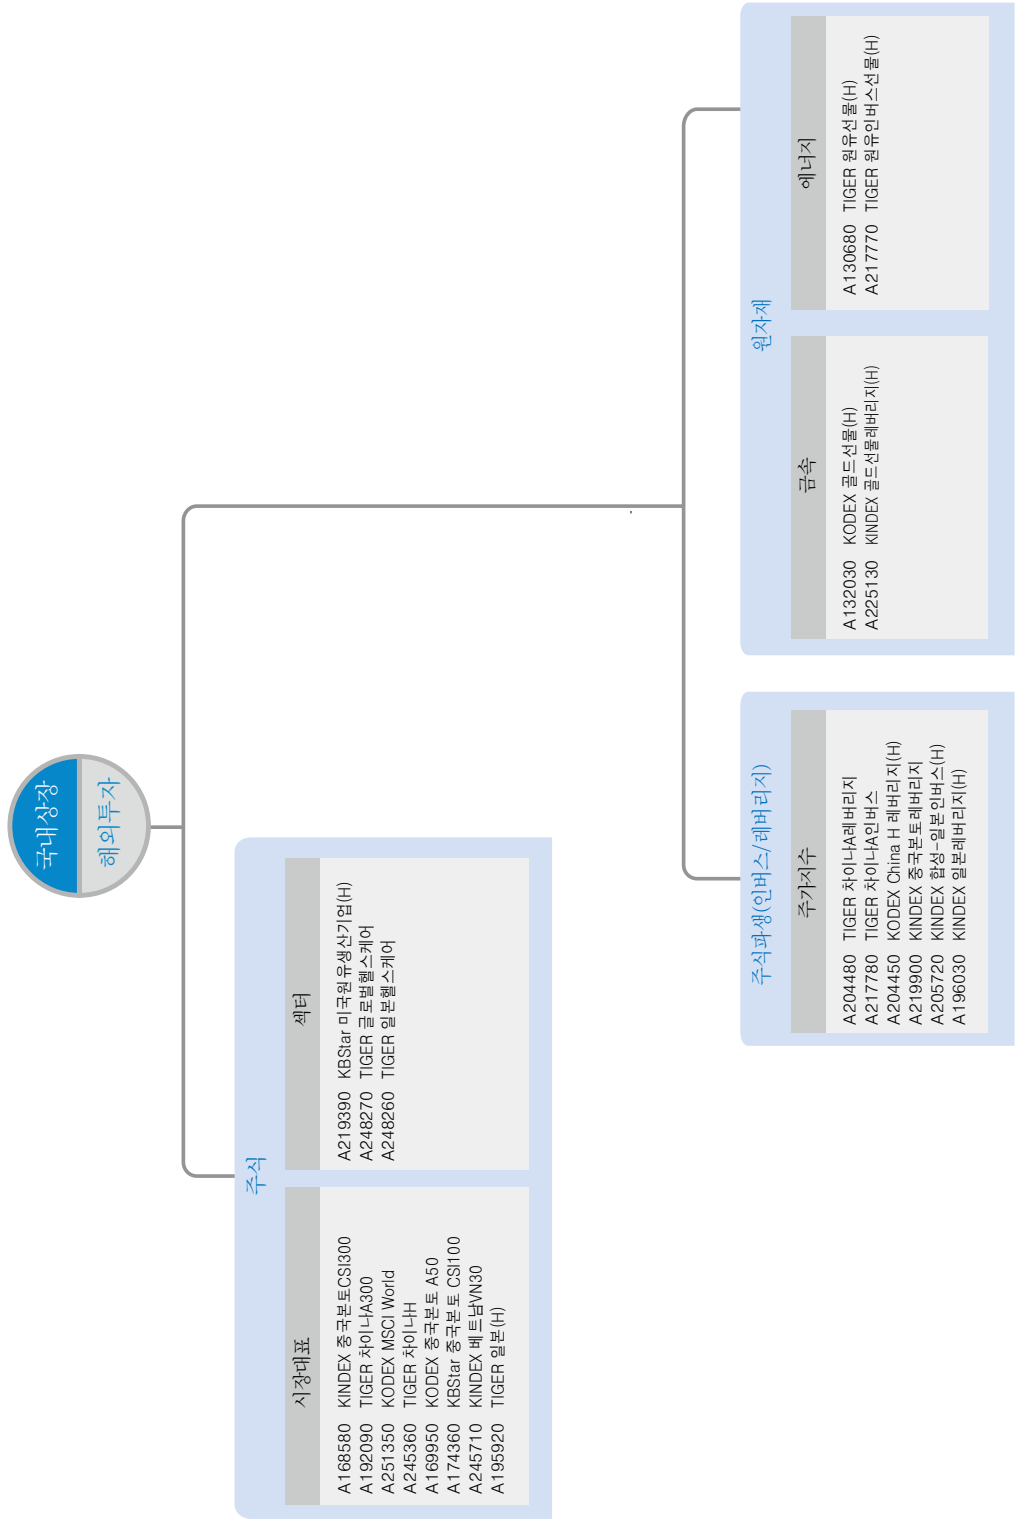 국내상장
해외투자
주식
시장대표
A168580 KINDEX 중국본토CSI300
A192090 TIGER 차이나A300
A251350 KODEX MSCI World
A245360 TIGER 차이나H
A169950 KODEX 중국본토 A50
A174360 KBStar 중국본토 CSI100
A245710 KINDEX 베트남VN30
A195920 TIGER 일본(H)
섹터
A219390 KBStar 미국원유생산기업(H)
A248270 TIGER 글로벌헬스케어
A248260 TIGER 일본헬스케어
주식파생(인버스/레버리지)
주가지수
A204480 TIGER 차이나A레버리지
A217780 TIGER 차이나A인버스
A204450 KODEX China H 레버리지(H)
A219900 KINDEX 중국본토레버리지
A205720 KINDEX 합성-일본인버스(H)
A196030 KINDEX 일본레버리지(H)
원자재
금속
A132030 KODEX 골드선물(H)
A225130 KINDEX 골드선물레버리지(H)
에너지
A130680 TIGER 원유선물(H)
A217770 TIGER 원유인버스선물(H)